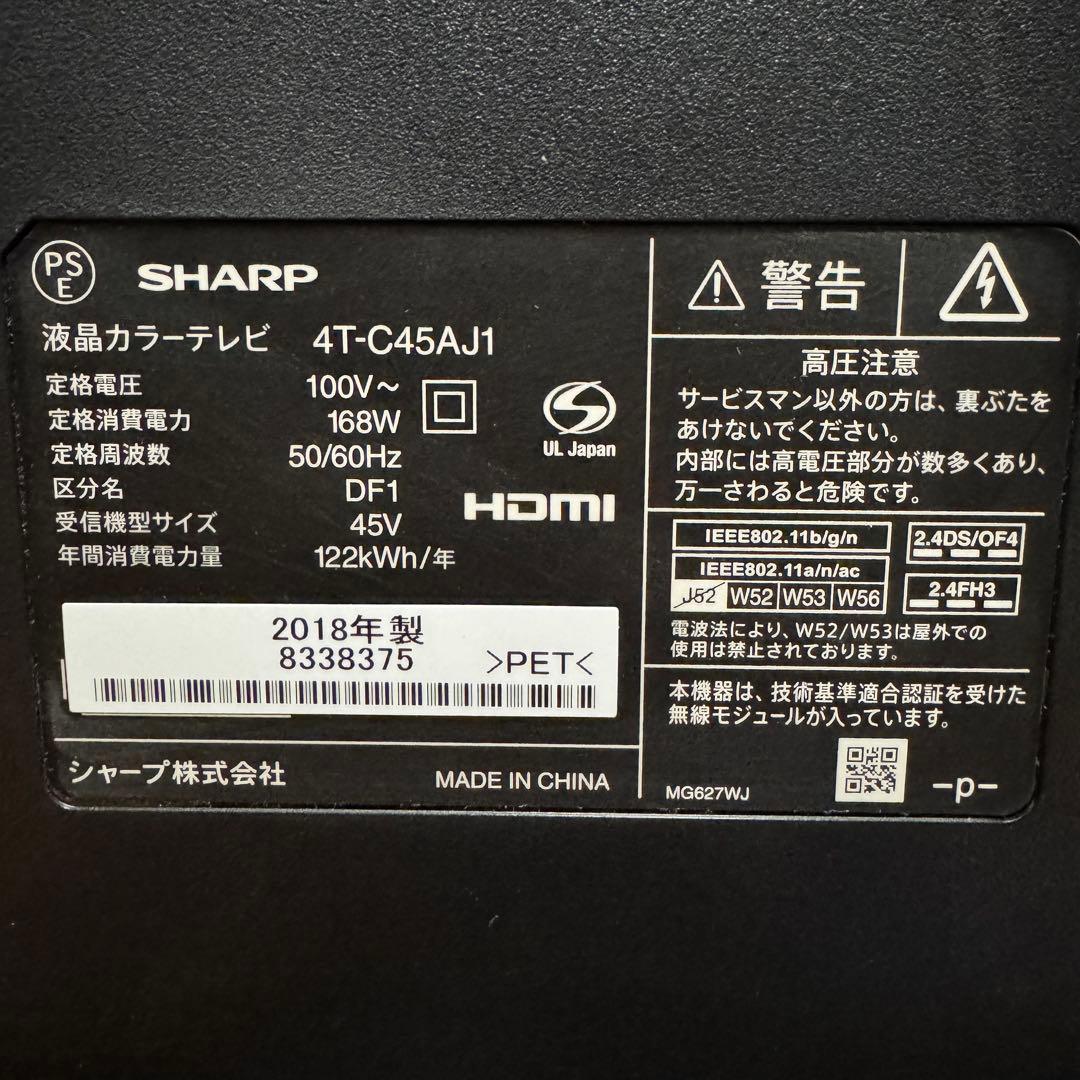 PSE
SHARP
液晶カラーテレビ 4T-C45AJ1
定格電圧 100V～
定格消費電力 168W
定格周波数 50/60Hz
区分名 DF1
受信機型サイズ 45V
年間消費電力量 122kWh/年
UL Japan
HDMI
2018年製
8338375 >PET<
シャープ株式会社 MADE IN CHINA
警告
高圧注意
サービスマン以外の方は、裏ぶたを
あけないでください。
内部には高電圧部分が数多くあり、
万一さわると危険です。
IEEE802.11b/g/n
IEEE802.11a/n/ac
J52 W52 W53 W56
2.4DS/OF4
2.4FH3
電波法により、W52/W53は屋外での
使用は禁止されております。
本機器は、技術基準適合認証を受けた
無線モジュールが入っています。
MG627WJ -p-